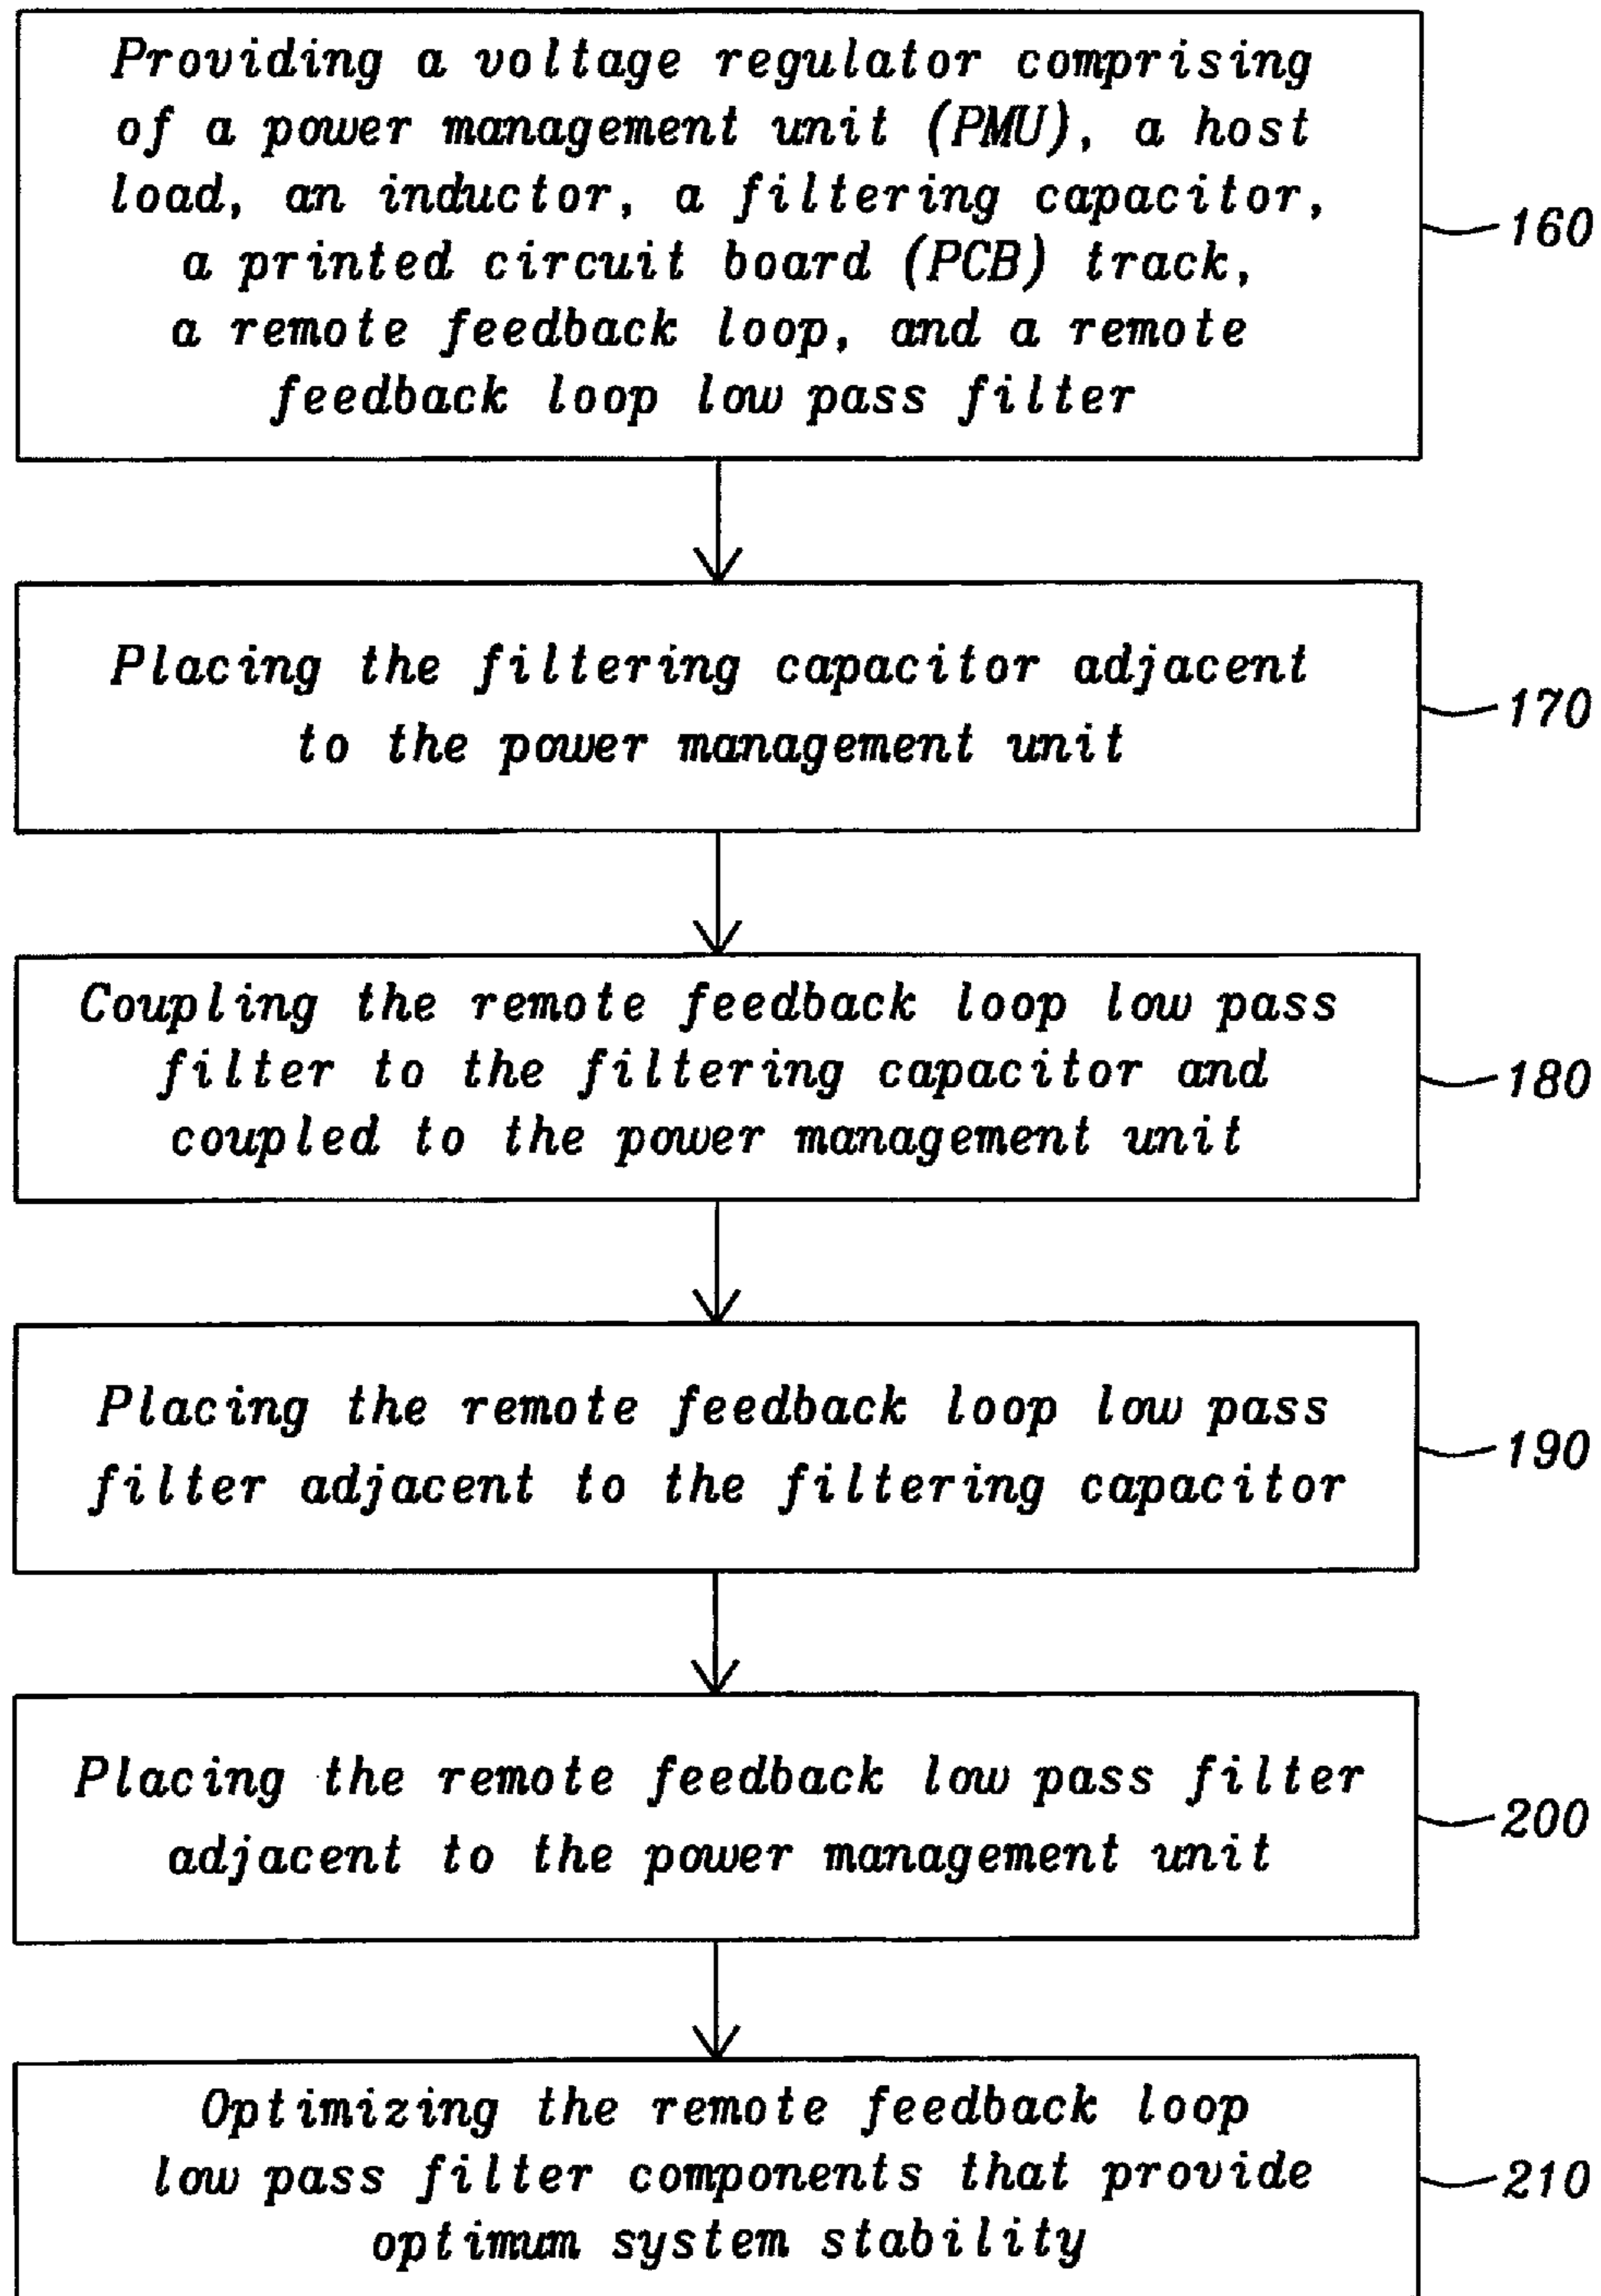 Providing a voltage regulator comprising
of a power management unit (PMU), a host
load, an inductor, a filtering capacitor,
a printed circuit board (PCB) track,
a remote feedback loop, and a remote
feedback loop low pass filter
160
Placing the filtering capacitor adjacent
to the power management unit
170
Coupling the remote feedback loop low pass
filter to the filtering capacitor and
coupled to the power management unit
180
Placing the remote feedback loop low pass
filter adjacent to the filtering capacitor
190
Placing the remote feedback low pass filter
adjacent to the power management unit
200
Optimizing the remote feedback loop
low pass filter components that provide
optimum system stability
210